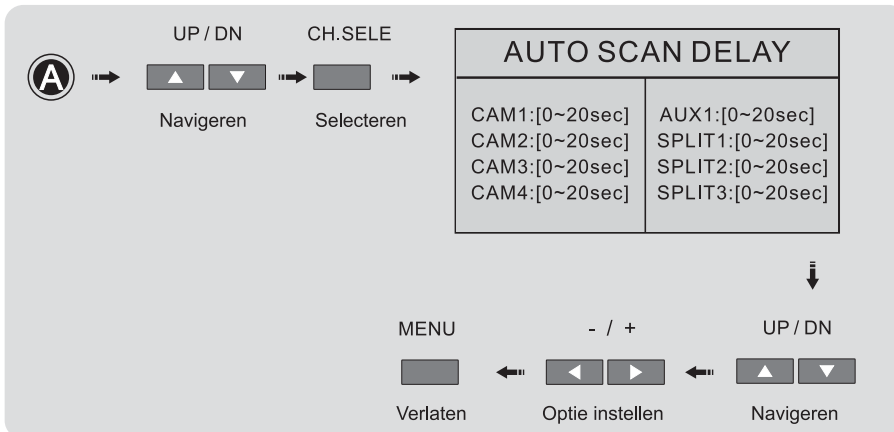 UP / DN
CH.SELE
A
Navigeren
Selecteren
AUTO SCAN DELAY
CAM1:[0~20sec]
CAM2:[0~20sec]
CAM3:[0~20sec]
CAM4:[0~20sec]
AUX1:[0~20sec]
SPLIT1:[0~20sec]
SPLIT2:[0~20sec]
SPLIT3:[0~20sec]
MENU
- / +
UP / DN
Verlaten
Optie instellen
Navigeren